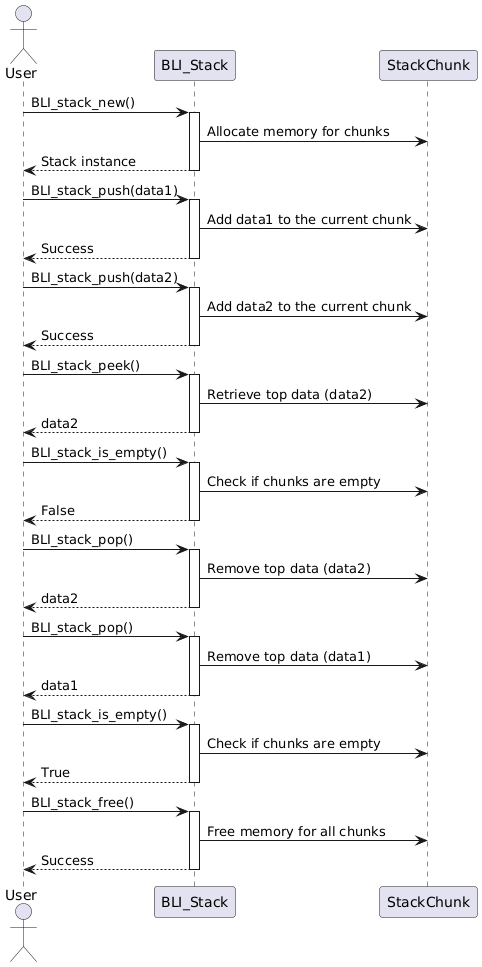 User
BLI_Stack
StackChunk
BLI_stack_new()
Allocate memory for chunks
Stack instance
BLI_stack_push(data1)
Add data1 to the current chunk
Success
BLI_stack_push(data2)
Add data2 to the current chunk
Success
BLI_stack_peek()
Retrieve top data (data2)
data2
BLI_stack_is_empty()
Check if chunks are empty
False
BLI_stack_pop()
Remove top data (data2)
data2
BLI_stack_pop()
Remove top data (data1)
data1
BLI_stack_is_empty()
Check if chunks are empty
True
BLI_stack_free()
Free memory for all chunks
Success
User
BLI_Stack
StackChunk